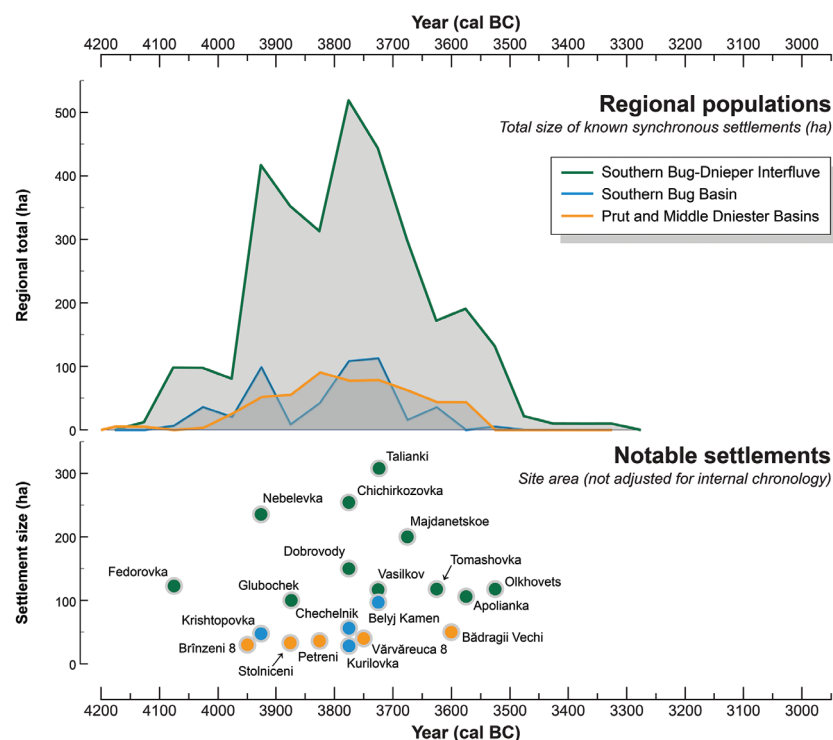 Year (cal BC)
4200 4100 4000 3900 3800 3700 3600 3500 3400 3300 3200 3100 3000
Regional populations
Total size of known synchronous settlements (ha)
Southern Bug-Dnieper Interfluve
Southern Bug Basin
Prut and Middle Dniester Basins
Regional total (ha)
500
400
300
200
100
0
Notable settlements
Site area (not adjusted for internal chronology)
Settlement size (ha)
300
200
100
0
Talianki
Chichirkozovka
Nebelevka
Majdanetskoe
Dobrovody
Tomashovka
Fedorovka
Vasilkov
Olkhovets
Glubochek
Apolianka
Chechelnik
Belyj Kamen
Krishtopovka
Bădragii Vechi
Brînzeni 8
Vărvăreuca 8
Petreni
Kurilovka
Stolniceni
4200 4100 4000 3900 3800 3700 3600 3500 3400 3300 3200 3100 3000
Year (cal BC)